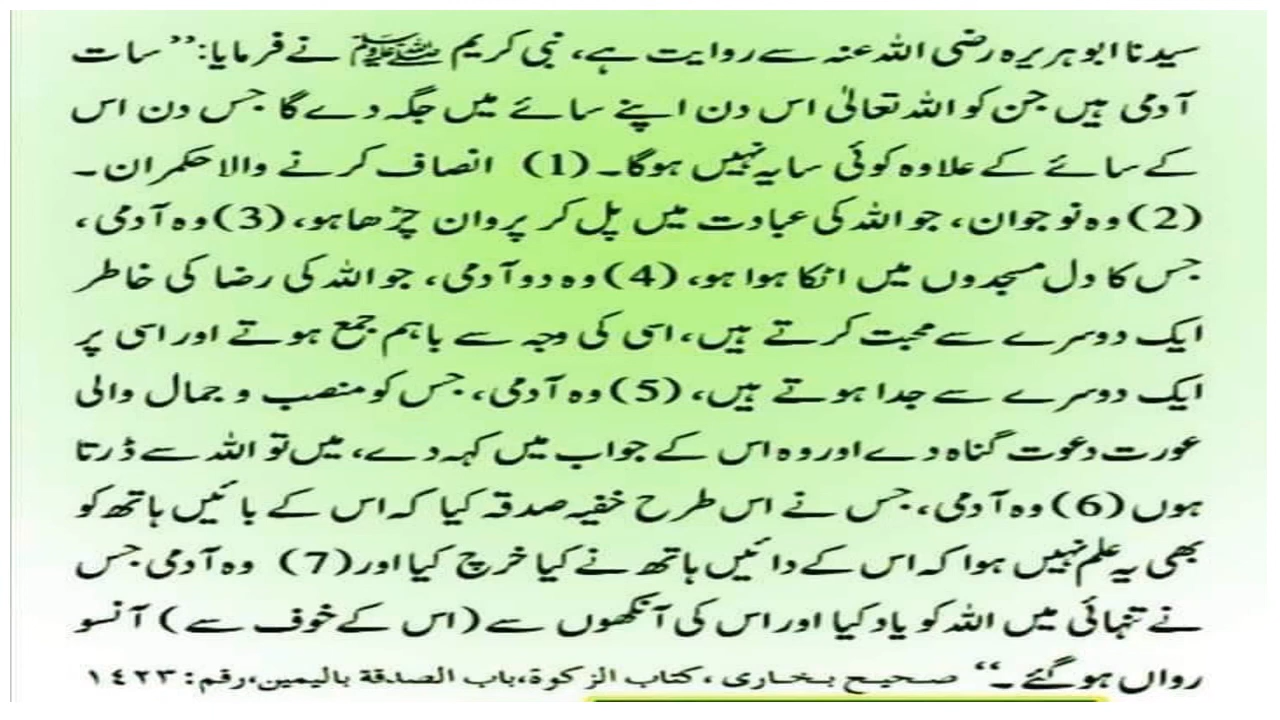 سیدنا ابو ہریرہ رضی اللہ عنہ سے روایت ہے، نبی کریم ﷺ نے فرمایا: ’’سات
آدمی ہیں جن کو اللہ تعالیٰ اس دن اپنے سائے میں جگہ دے گا جس دن اس
کے سائے کے علاوہ کوئی سایہ نہیں ہوگا۔ (1) انصاف کرنے والا حکمران۔
(2) وہ نوجوان، جو اللہ کی عبادت میں پل کر پروان چڑھا ہو، (3) وہ آدمی،
جس کا دل مسجدوں میں اٹکا ہوا ہو، (4) وہ دو آدمی، جو اللہ کی رضا کی خاطر
ایک دوسرے سے محبت کرتے ہیں، اسی کی وجہ سے باہم جمع ہوتے اور اسی پر
ایک دوسرے سے جدا ہوتے ہیں، (5) وہ آدمی، جس کو منصب و جمال والی
عورت دعوت گناہ دے اور وہ اس کے جواب میں کہہ دے، میں تو اللہ سے ڈرتا
ہوں (6) وہ آدمی، جس نے اس طرح خفیہ صدقہ کیا کہ اس کے بائیں ہاتھ کو
بھی یہ علم نہیں ہوا کہ اس کے دائیں ہاتھ نے کیا خرچ کیا اور (7) وہ آدمی جس
نے تنہائی میں اللہ کو یاد کیا اور اس کی آنکھوں سے (اس کے خوف سے) آنسو
رواں ہو گئے۔‘‘ صحیح بخاری، کتاب الزکوۃ، باب الصدقة بالیمین، رقم: ١٤٢٣